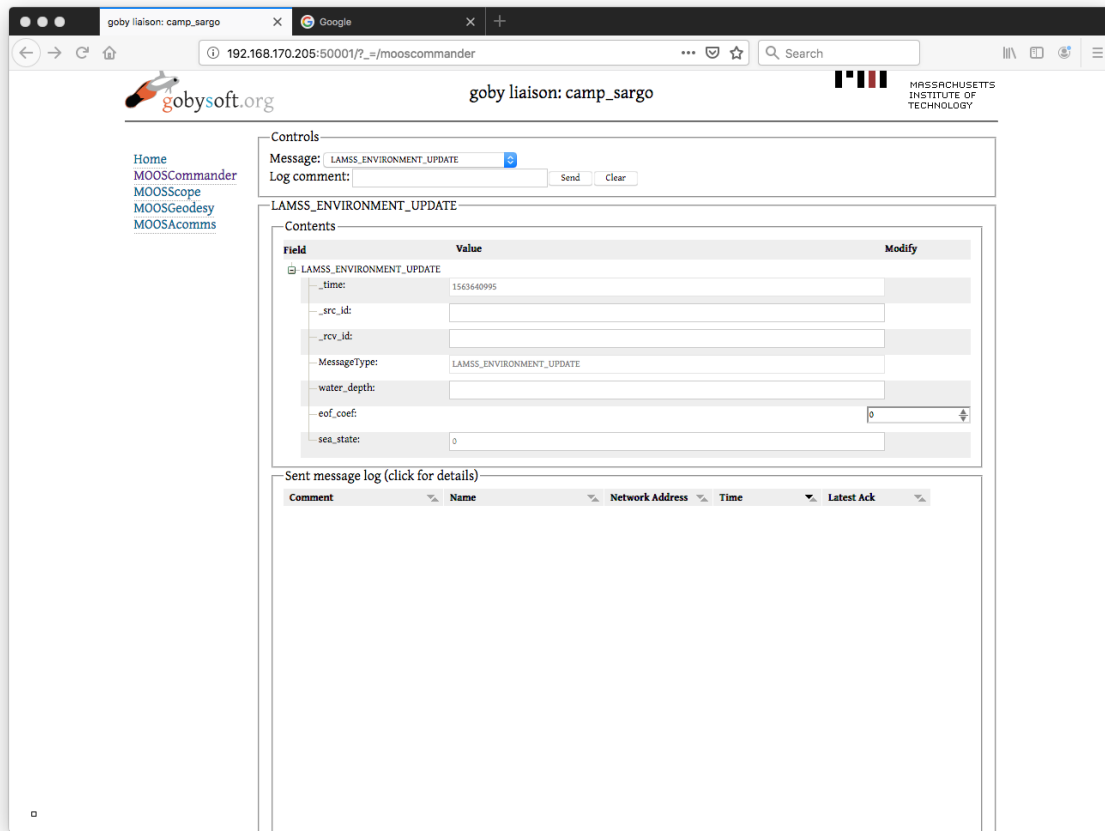 goby liaison: camp_sargo
Google
192.168.170.205:50001/?_=/mooscommander
Search
gobysoft.org
goby liaison: camp_sargo
MASSACHUSETTS
INSTITUTE OF
TECHNOLOGY
Home
MOOSCommander
MOOSScope
MOOSGeodesy
MOOSAcomms
Controls
Message: LAMSS_ENVIRONMENT_UPDATE
Log comment: Send Clear
LAMSS_ENVIRONMENT_UPDATE
Contents
Field Value Modify
LAMSS_ENVIRONMENT_UPDATE
_time: 1563640995
_src_id:
_rcv_id:
MessageType: LAMSS_ENVIRONMENT_UPDATE
water_depth:
eof_coef: 0
sea_state: 0
Sent message log (click for details)
Comment Name Network Address Time Latest Ack